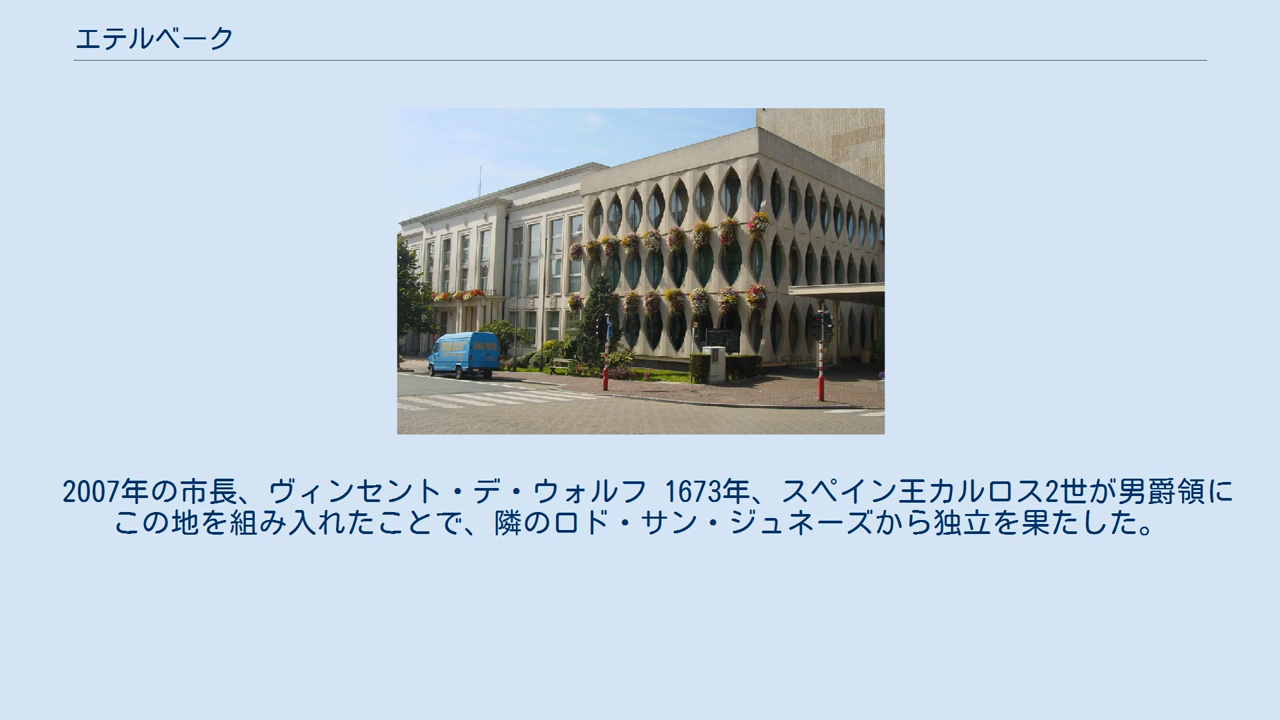 エテルベーク
2007年の市長、ヴィンセント・デ・ウォルフ 1673年、スペイン王カルロス2世が男爵領に
この地を組み入れたことで、隣のロド・サン・ジュネーズから独立を果たした。